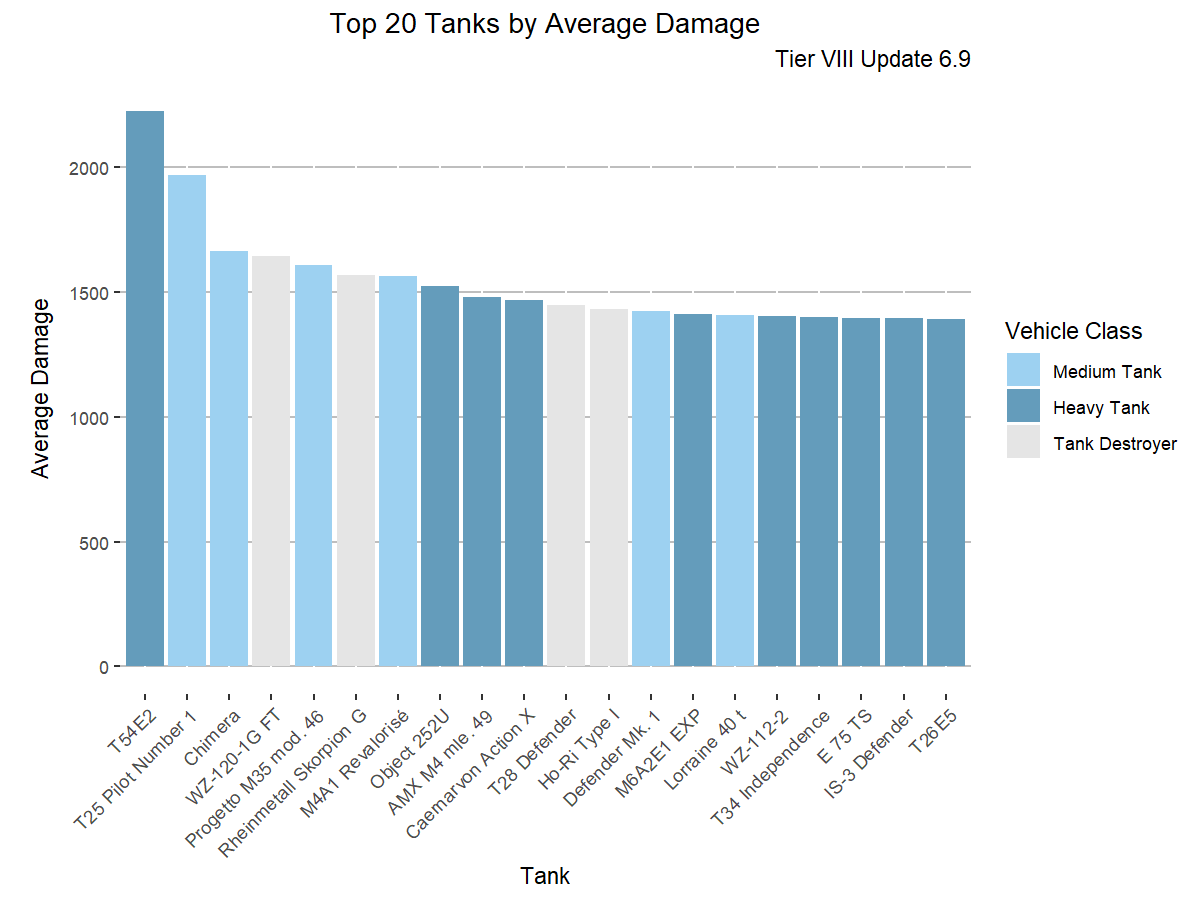 Top 20 Tanks by Average Damage
Tier VIII Update 6.9
Average Damage
2000
1500
1000
500
0
T54E2
T25 Pilot Number 1
Chimera
WZ-120-1G FT
Progetto M35 mod. 46
Rheinmetall Skorpion G
M4A1 Revalorisé
Object 252U
AMX M4 mle. 49
Caernarvon Action X
T28 Defender
Ho-Ri Type I
Defender Mk. 1
M6A2E1 EXP
Lorraine 40 t
WZ-112-2
T34 Independence
E 75 TS
IS-3 Defender
T26E5
Tank
Vehicle Class
Medium Tank
Heavy Tank
Tank Destroyer